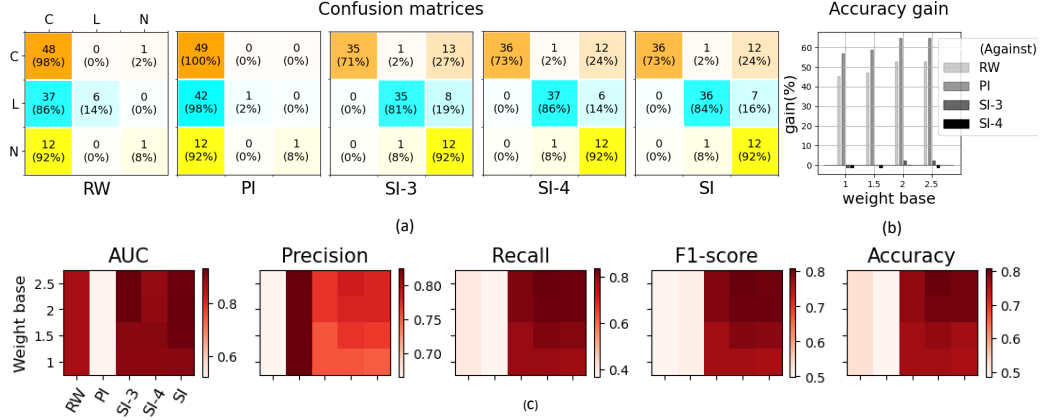 Confusion matrices
Accuracy gain
C L N
C 48 0 1 49 0 0 35 1 13 36 1 12 36 1 12
(98%) (0%) (2%) (100%) (0%) (0%) (71%) (2%) (27%) (73%) (2%) (24%) (73%) (2%) (24%)
L 37 6 0 42 1 0 0 35 8 0 37 6 0 36 7
(86%) (14%) (0%) (98%) (2%) (0%) (0%) (81%) (19%) (0%) (86%) (14%) (0%) (84%) (16%)
N 12 0 1 12 0 1 0 1 12 0 1 12 0 1 12
(92%) (0%) (8%) (92%) (0%) (8%) (0%) (8%) (92%) (0%) (8%) (92%) (0%) (8%) (92%)
RW PI SI-3 SI-4 SI
gain(%)
60
50
40
30
20
10
0
(Against)
RW
PI
SI-3
SI-4
1 1.5 2 2.5
weight base
(a)
(b)
AUC Precision Recall F1-score Accuracy
Weight base
2.5
2
1.5
1
0.8
0.6
0.80
0.75
0.70
0.8
0.6
0.4
0.8
0.7
0.6
0.5
0.8
0.7
0.6
0.5
RW PI SI-3 SI-4 SI
(c)